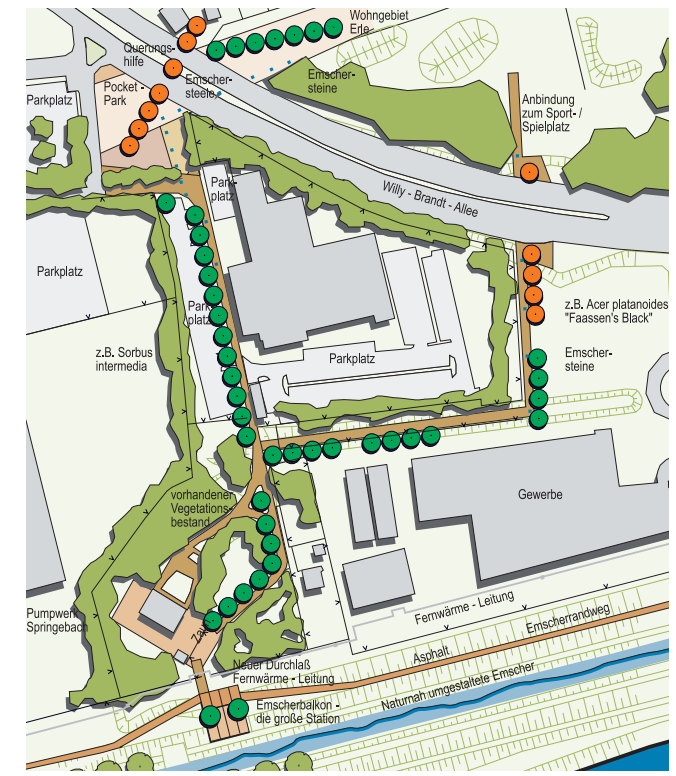 Wohngebiet
Erle
Querungs-
hilfe
Emscher-
steele
Emscher-
steine
Pocket -
Park
Parkplatz
Anbindung
zum Sport- /
Spielplatz
Park-
platz
Willy - Brandt - Allee
Parkplatz
Park-
platz
z.B. Acer platanoides
"Faassen's Black"
z.B. Sorbus
intermedia
Parkplatz
Emscher-
steine
vorhandener
Vegetations-
bestand
Gewerbe
Pumpwerk
Springebach
Fernwärme - Leitung
Emscherrandweg
Asphalt
Neuer Durchlaß
Fernwärme - Leitung
Naturnah umgestaltete Emscher
Emscherbalkon -
die große Station